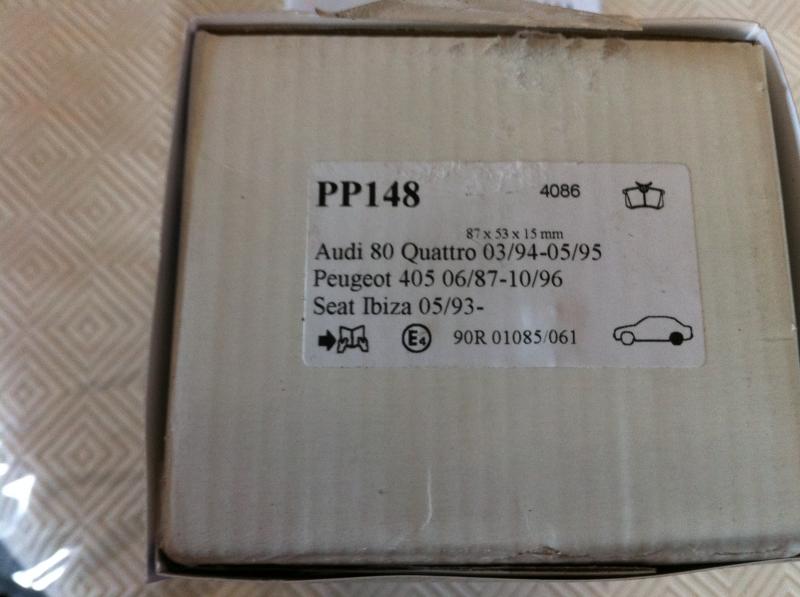 PP148 4086
87 x 53 x 15 mm
Audi 80 Quattro 03/94-05/95
Peugeot 405 06/87-10/96
Seat Ibiza 05/93-
E4 90R 01085/061